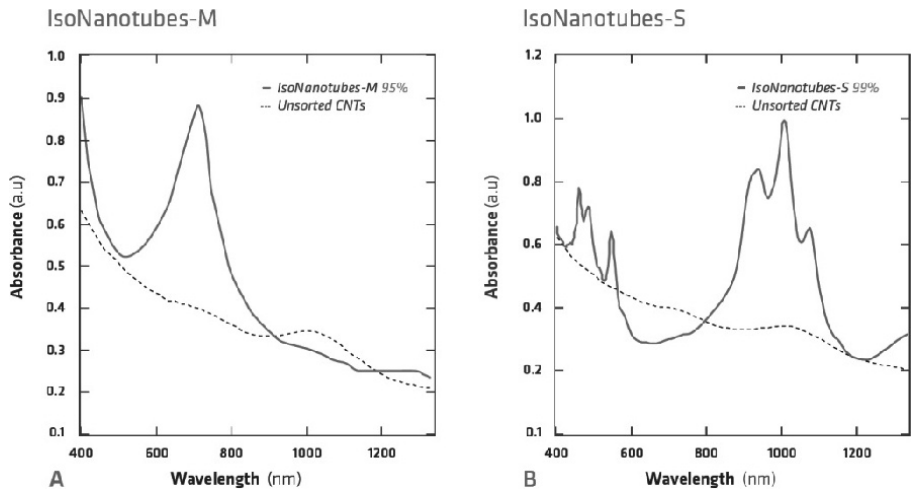 IsoNanotubes-M
1.0
0.9
0.8
0.7
0.6
0.5
0.4
0.3
0.2
0.1
Absorbance (a.u)
IsoNanotubes-M 95%
Unsorted CNTs
400 600 800 1000 1200
A Wavelength (nm)
IsoNanotubes-S
1.2
1.0
0.8
0.6
0.4
0.2
0.1
Absorbance (a.u)
IsoNanotubes-S 99%
Unsorted CNTs
400 600 800 1000 1200
B Wavelength (nm)